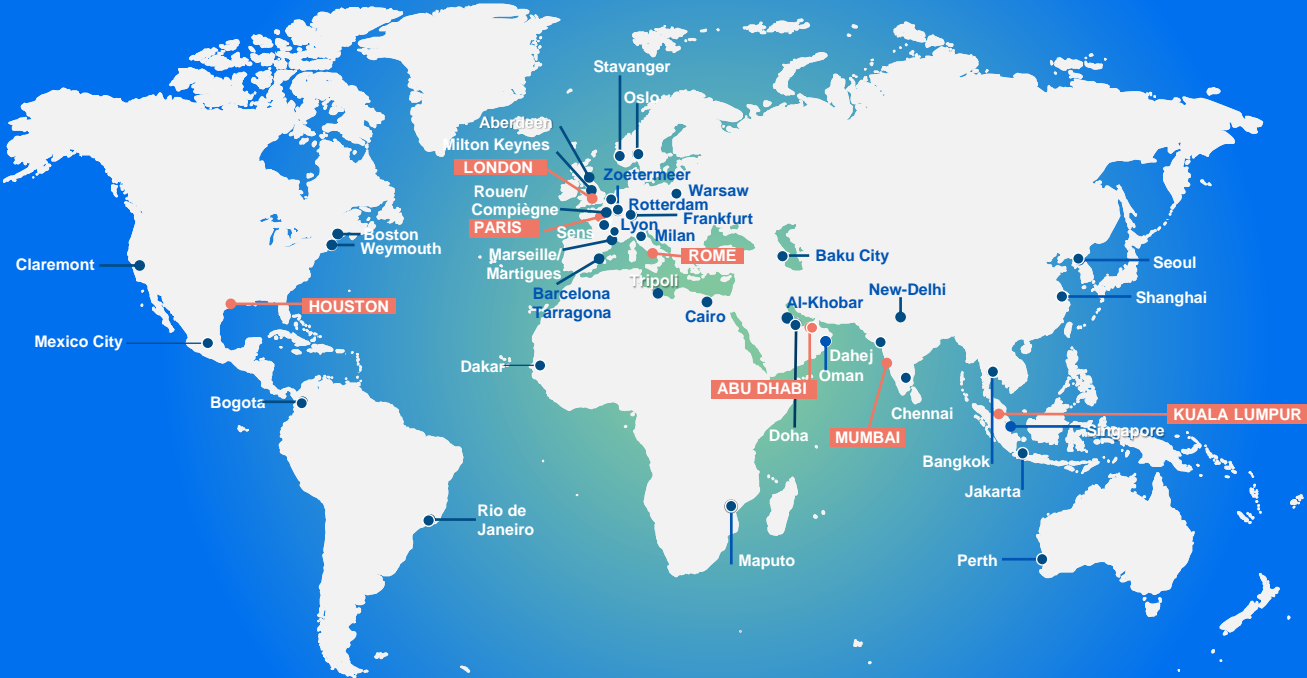 Stavanger
Oslo
Aberdeen
Milton Keynes
LONDON
Zoetermeer
Rouen/
Compiègne
Warsaw
Rotterdam
Frankfurt
PARIS
Sens
Lyon
Milan
Boston
Weymouth
Marseille/
Martigues
ROME
Baku City
Claremont
Seoul
Tripoli
Barcelona
Tarragona
New-Delhi
Shanghai
HOUSTON
Al-Khobar
Cairo
Mexico City
Dahej
Oman
Dakar
ABU DHABI
Bogota
Chennai
KUALA LUMPUR
Singapore
Doha
MUMBAI
Bangkok
Jakarta
Rio de
Janeiro
Maputo
Perth